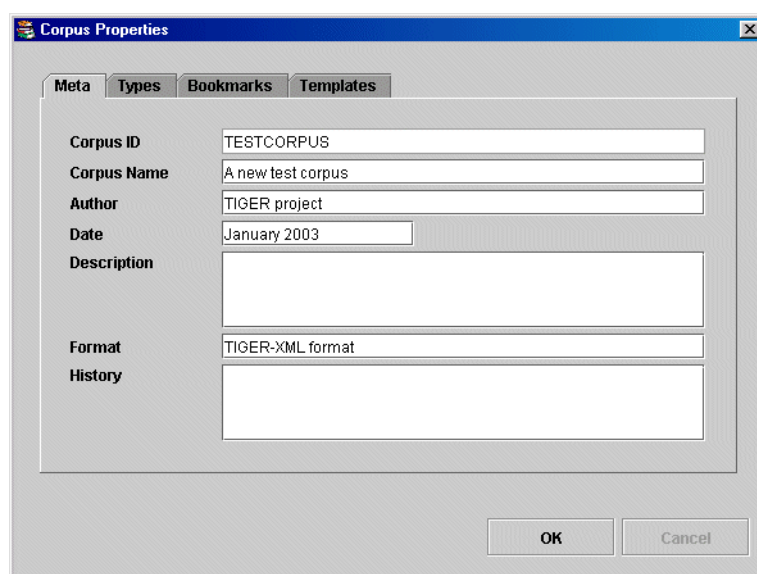 Corpus Properties
Meta Types Bookmarks Templates
Corpus ID TESTCORPUS
Corpus Name A new test corpus
Author TIGER project
Date January 2003
Description
Format TIGER-XML format
History
OK Cancel